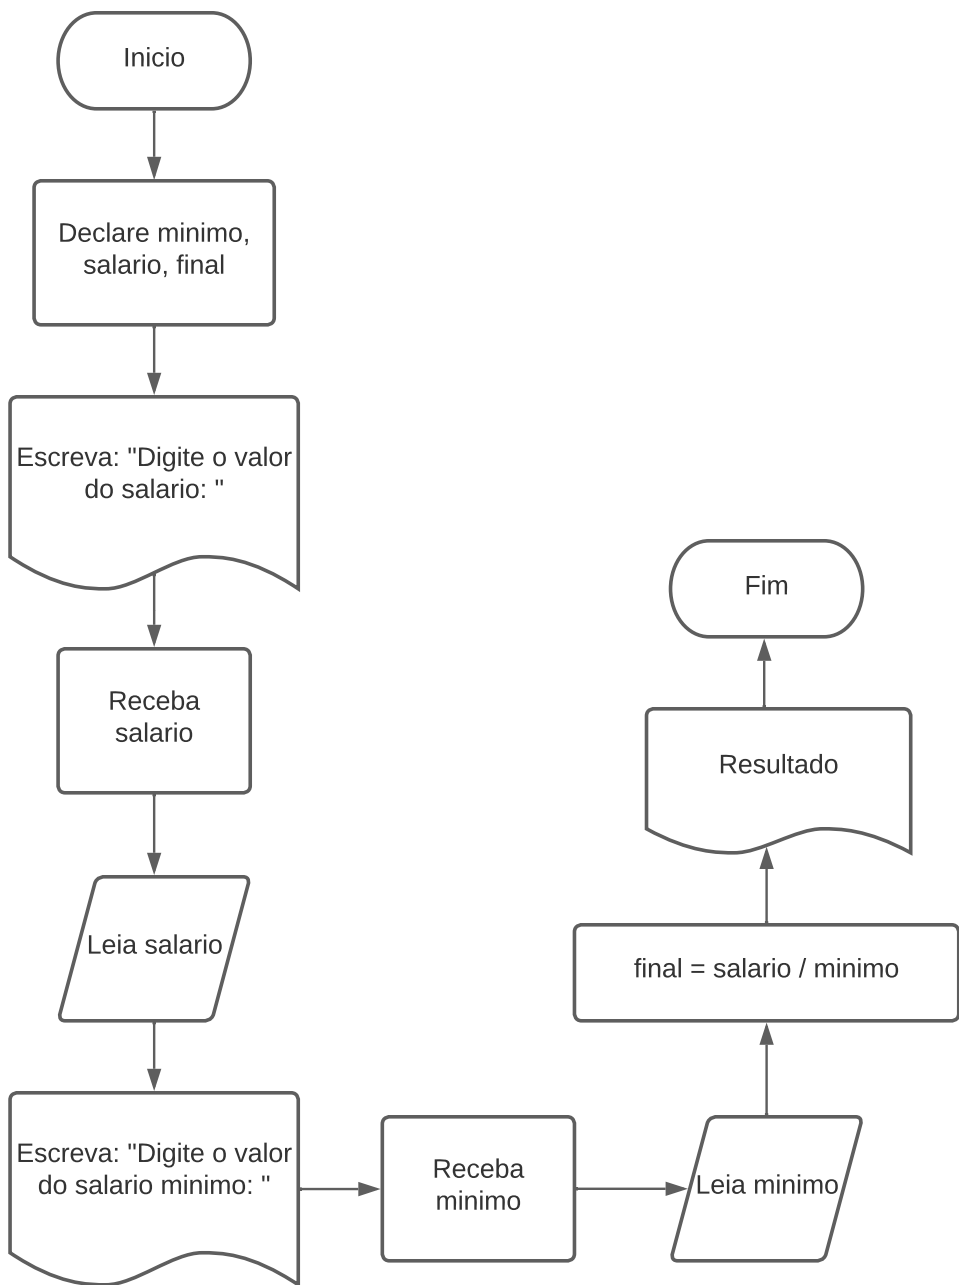 Inicio
Declare minimo,
salario, final
Escreva: "Digite o valor
do salario: "
Receba
salario
Leia salario
Escreva: "Digite o valor
do salario minimo: "
Receba
minimo
Leia minimo
final = salario / minimo
Resultado
Fim